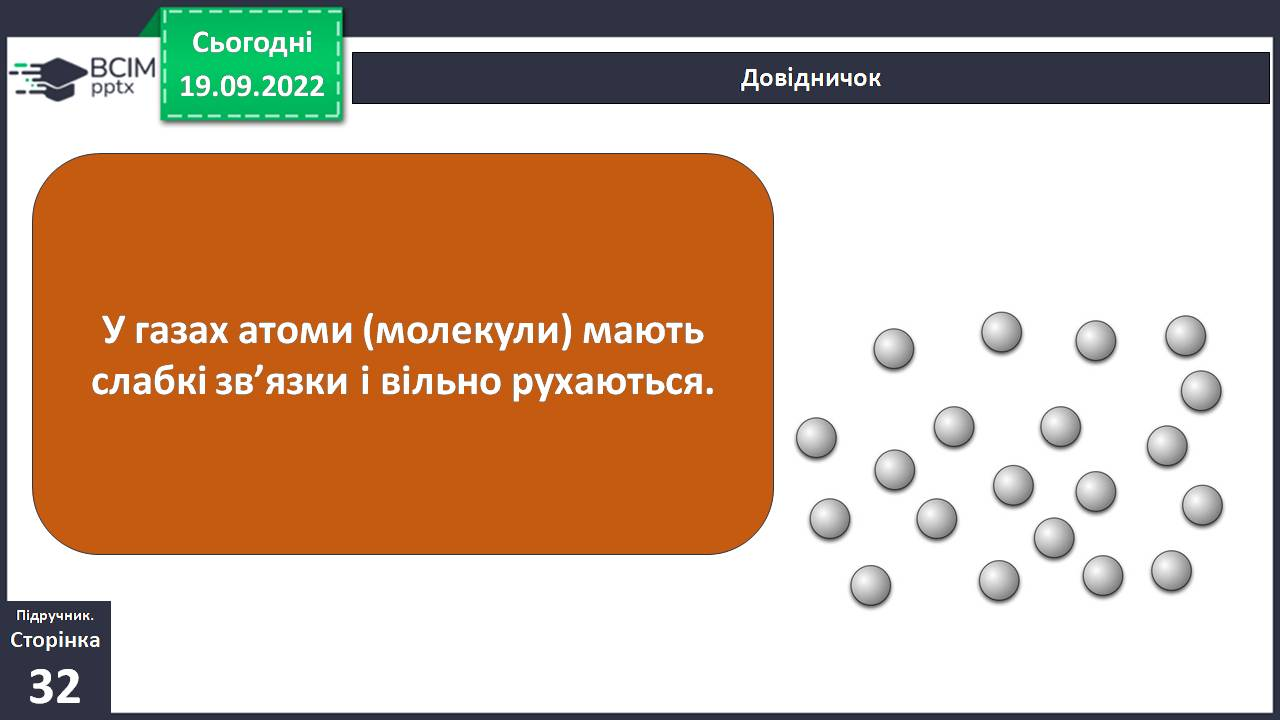 Сьогодні
19.09.2022
ВСІМ
pptx
Довідничок
У газах атоми (молекули) мають
слабкі зв’язки і вільно рухаються.
Підручник.
Сторінка
32